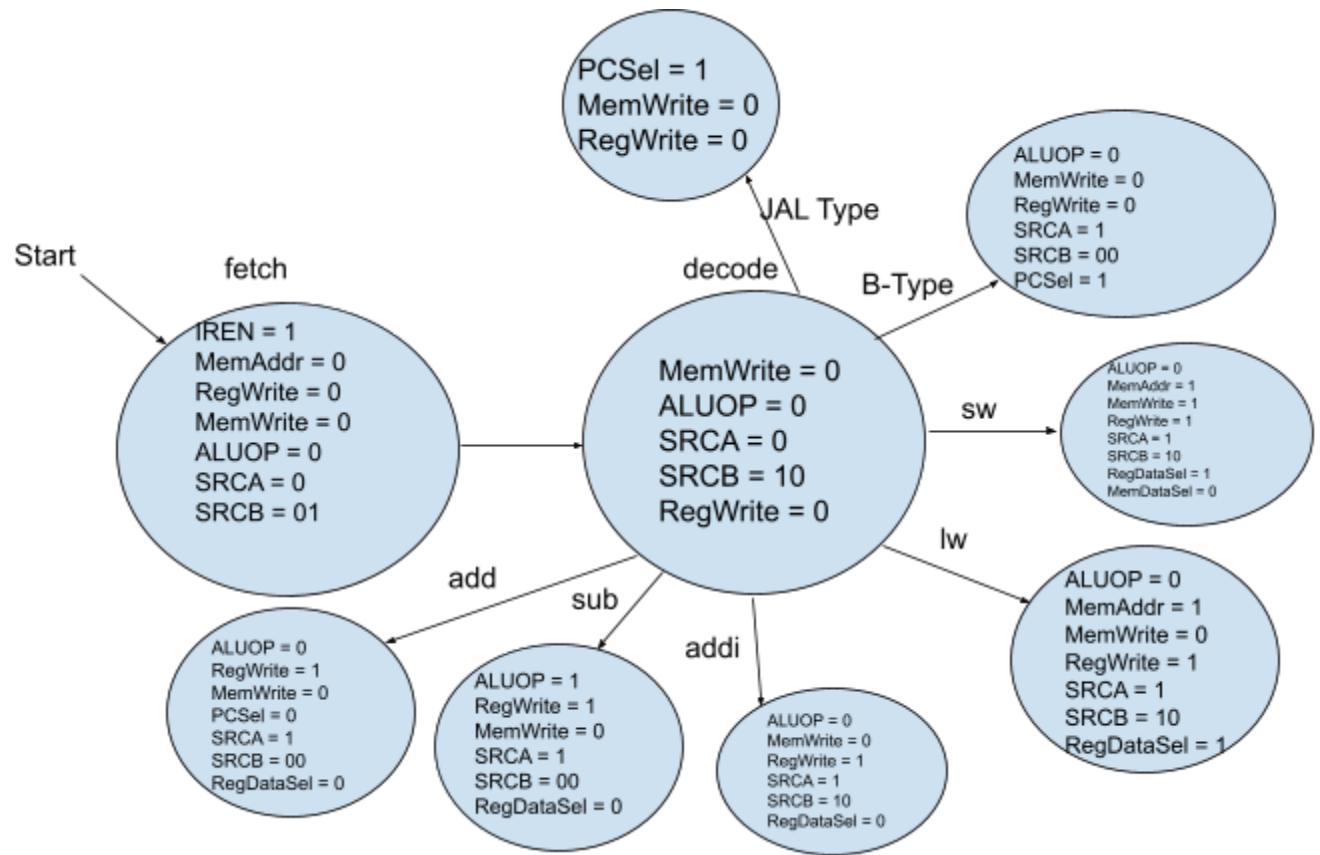 PCSel = 1
MemWrite = 0
RegWrite = 0
JAL Type
ALUOP = 0
MemWrite = 0
RegWrite = 0
SRCA = 1
SRCB = 00
PCSel = 1
B-Type
Start
fetch
IREN = 1
MemAddr = 0
RegWrite = 0
MemWrite = 0
ALUOP = 0
SRCA = 0
SRCB = 01
decode
MemWrite = 0
ALUOP = 0
SRCA = 0
SRCB = 10
RegWrite = 0
sw
ALUOP = 0
MemAddr = 1
MemWrite = 1
RegWrite = 1
SRCA = 1
SRCB = 10
RegDataSel = 1
MemDataSel = 0
lw
ALUOP = 0
MemAddr = 1
MemWrite = 0
RegWrite = 1
SRCA = 1
SRCB = 10
RegDataSel = 1
add
ALUOP = 0
RegWrite = 1
MemWrite = 0
PCSel = 0
SRCA = 1
SRCB = 00
RegDataSel = 0
sub
ALUOP = 1
RegWrite = 1
MemWrite = 0
SRCA = 1
SRCB = 00
RegDataSel = 0
addi
ALUOP = 0
MemWrite = 0
RegWrite = 1
SRCA = 1
SRCB = 10
RegDataSel = 0